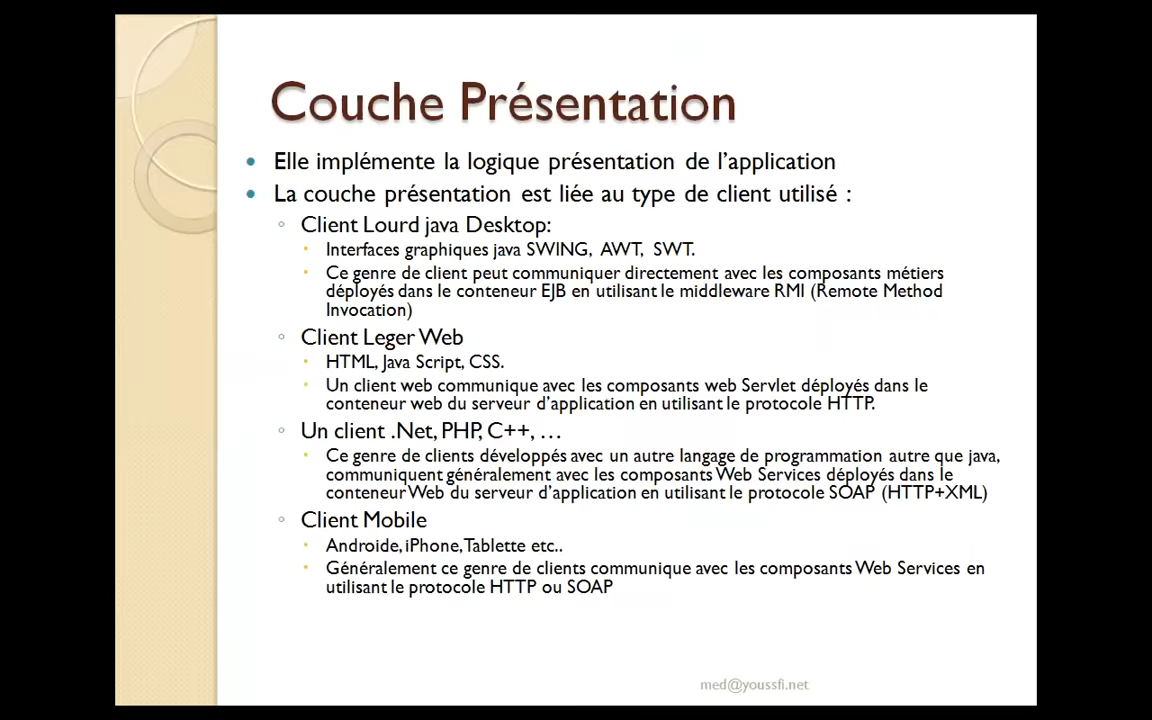 Couche Présentation
Elle implémente la logique présentation de l'application
La couche présentation est liée au type de client utilisé :
Client Lourd java Desktop:
Interfaces graphiques java SWING, AWT, SWT.
Ce genre de client peut communiquer directement avec les composants métiers
déployés dans le conteneur EJB en utilisant le middleware RMI (Remote Method
Invocation)
Client Leger Web
HTML, Java Script, CSS.
Un client web communique avec les composants web Servlet déployés dans le
conteneur web du serveur d'application en utilisant le protocole HTTP.
Un client .Net, PHP, C++, …
Ce genre de clients développés avec un autre langage de programmation autre que java,
communiquent généralement avec les composants Web Services déployés dans le
conteneur Web du serveur d'application en utilisant le protocole SOAP (HTTP+XML)
Client Mobile
Androide, iPhone, Tablette etc..
Généralement ce genre de clients communique avec les composants Web Services en
utilisant le protocole HTTP ou SOAP
med@youssfi.net